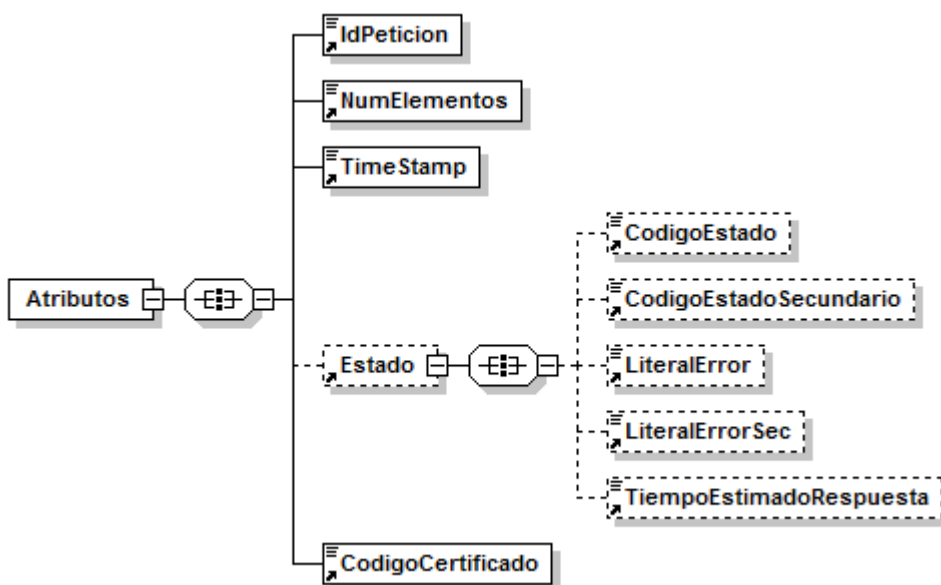 IdPeticion
NumElementos
TimeStamp
CodigoEstado
Atributos
CodigoEstadoSecundario
Estado
LiteralError
LiteralErrorSec
TiempoEstimadoRespuesta
CodigoCertificado